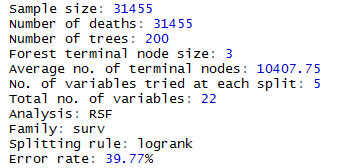 Sample size: 31455
Number of deaths: 31455
Number of trees: 200
Forest terminal node size: 3
Average no. of terminal nodes: 10407.75
No. of variables tried at each split: 5
Total no. of variables: 22
Analysis: RSF
Family: surv
Splitting rule: logrank
Error rate: 39.77%